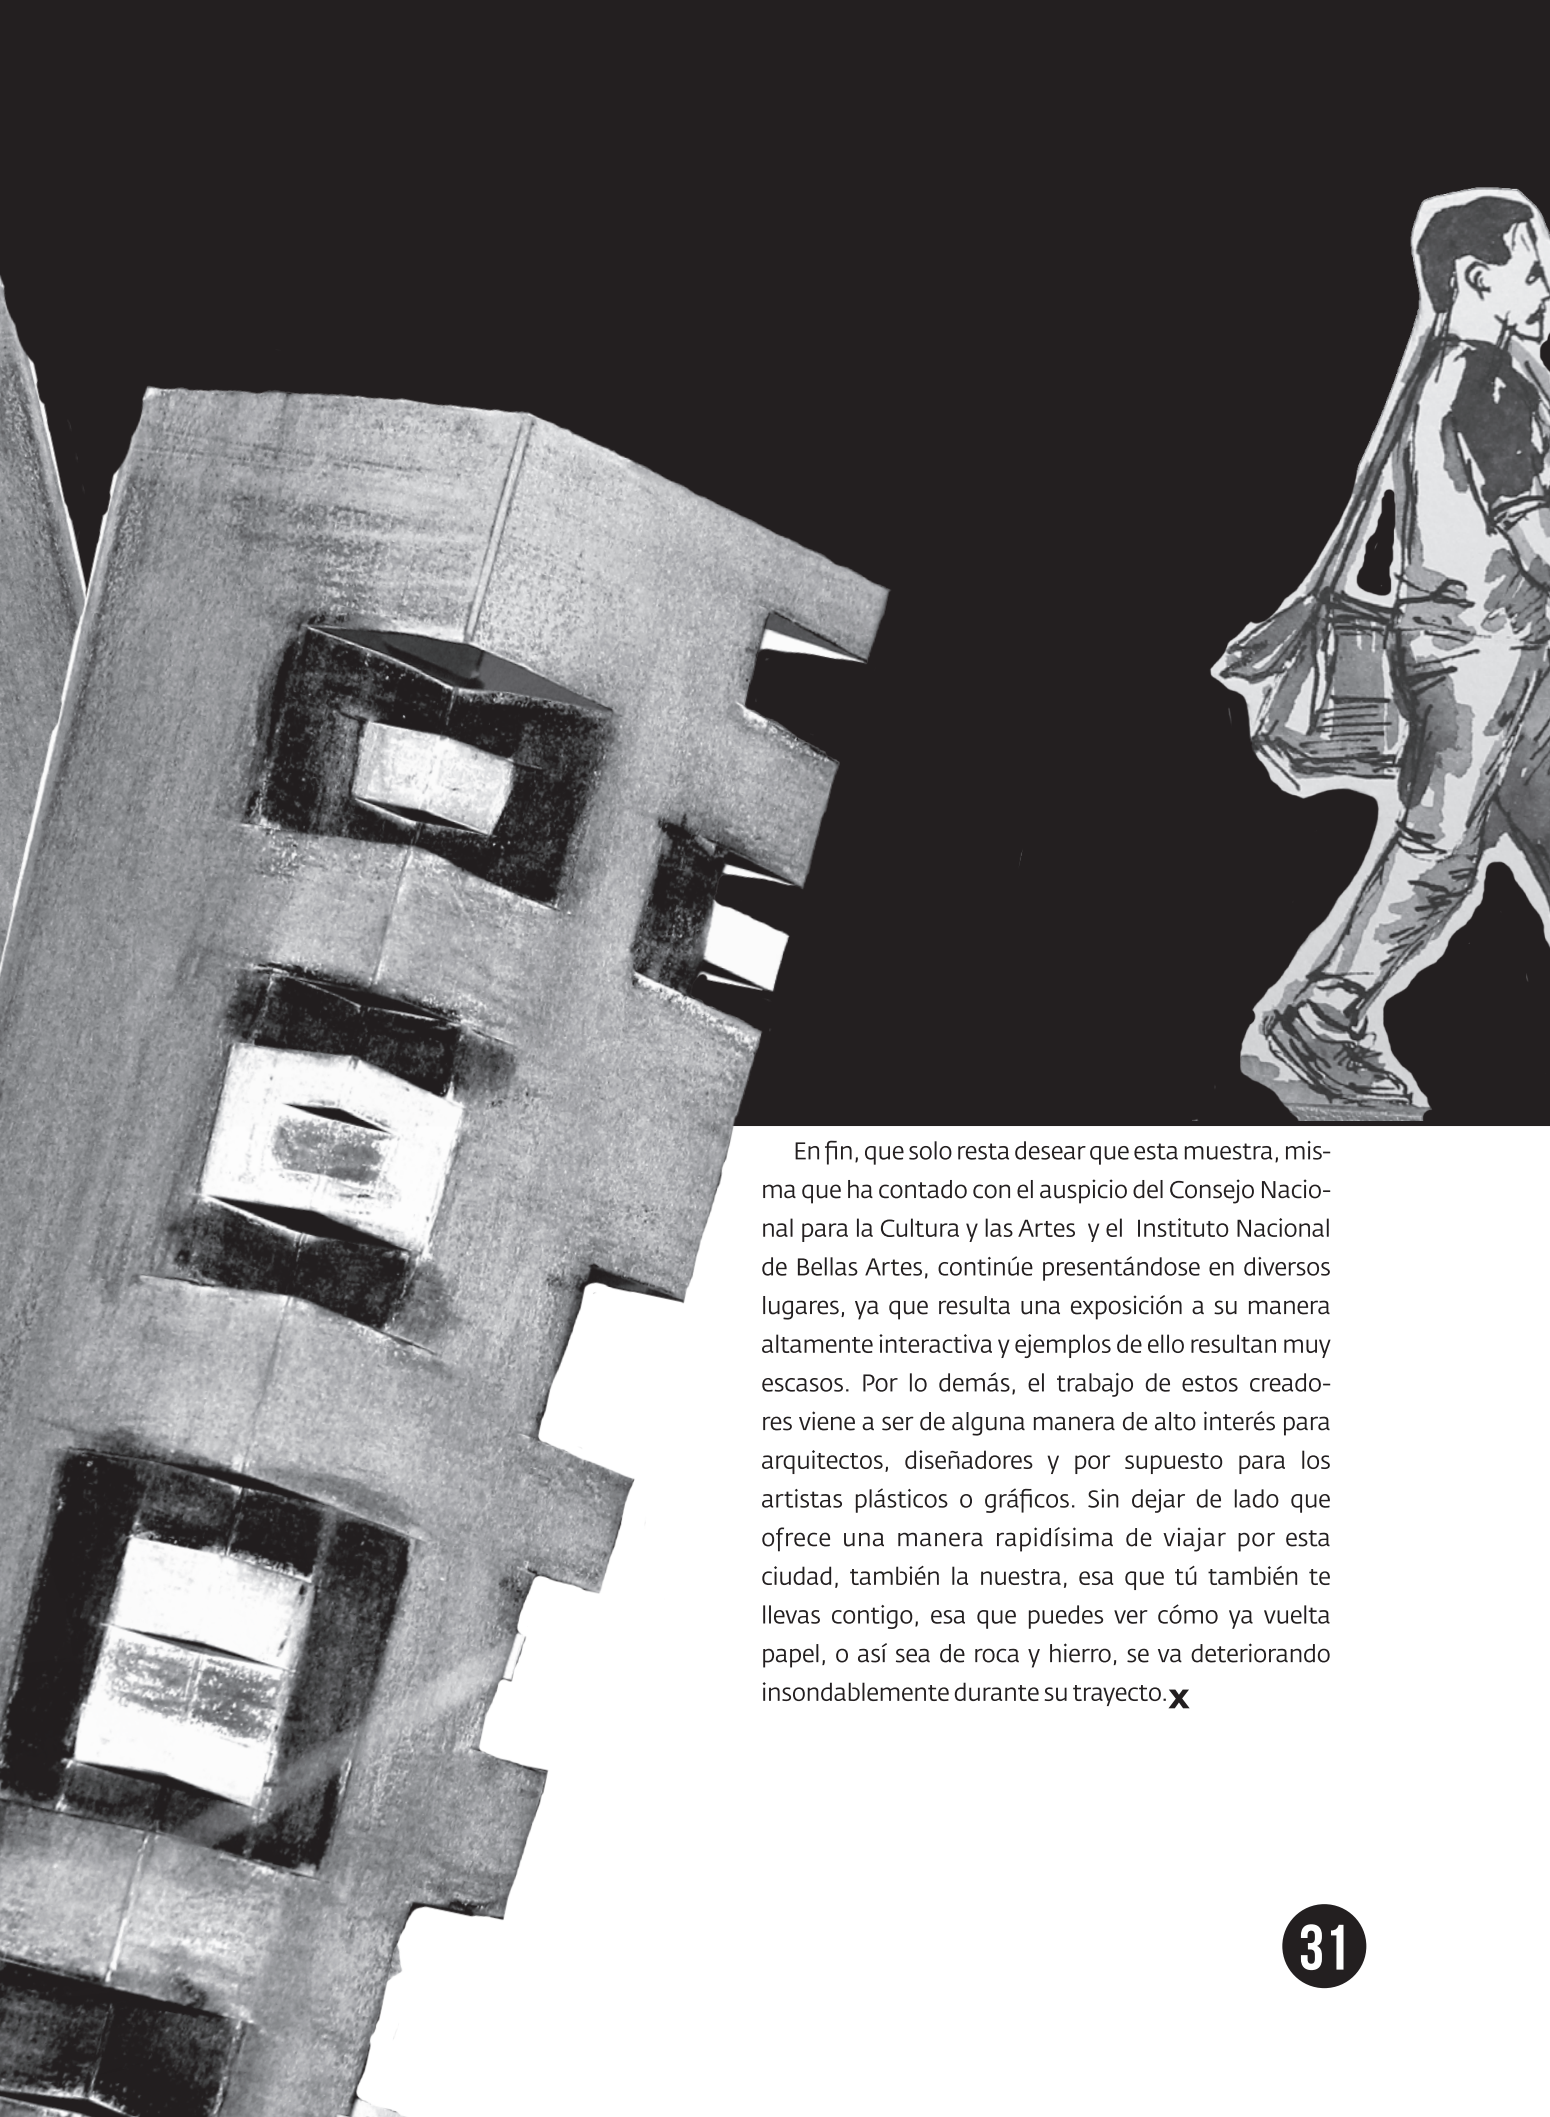 En fin, que solo resta desear que esta muestra, mis-
ma que ha contado con el auspicio del Consejo Nacio-
nal para la Cultura y las Artes  y el  Instituto Nacional
de Bellas Artes, continúe presentándose en diversos
lugares, ya que resulta una exposición a su manera
altamente interactiva y ejemplos de ello resultan muy
escasos. Por lo demás, el trabajo de estos creado-
res viene a ser de alguna manera de alto interés para
arquitectos, diseñadores y por supuesto para los
artistas plásticos o gráficos. Sin dejar de lado que
ofrece una manera rapidísima de viajar por esta
ciudad, también la nuestra, esa que tú también te
llevas contigo, esa que puedes ver cómo ya vuelta
papel, o así sea de roca y hierro, se va deteriorando
insondablemente durante su trayecto.x
31